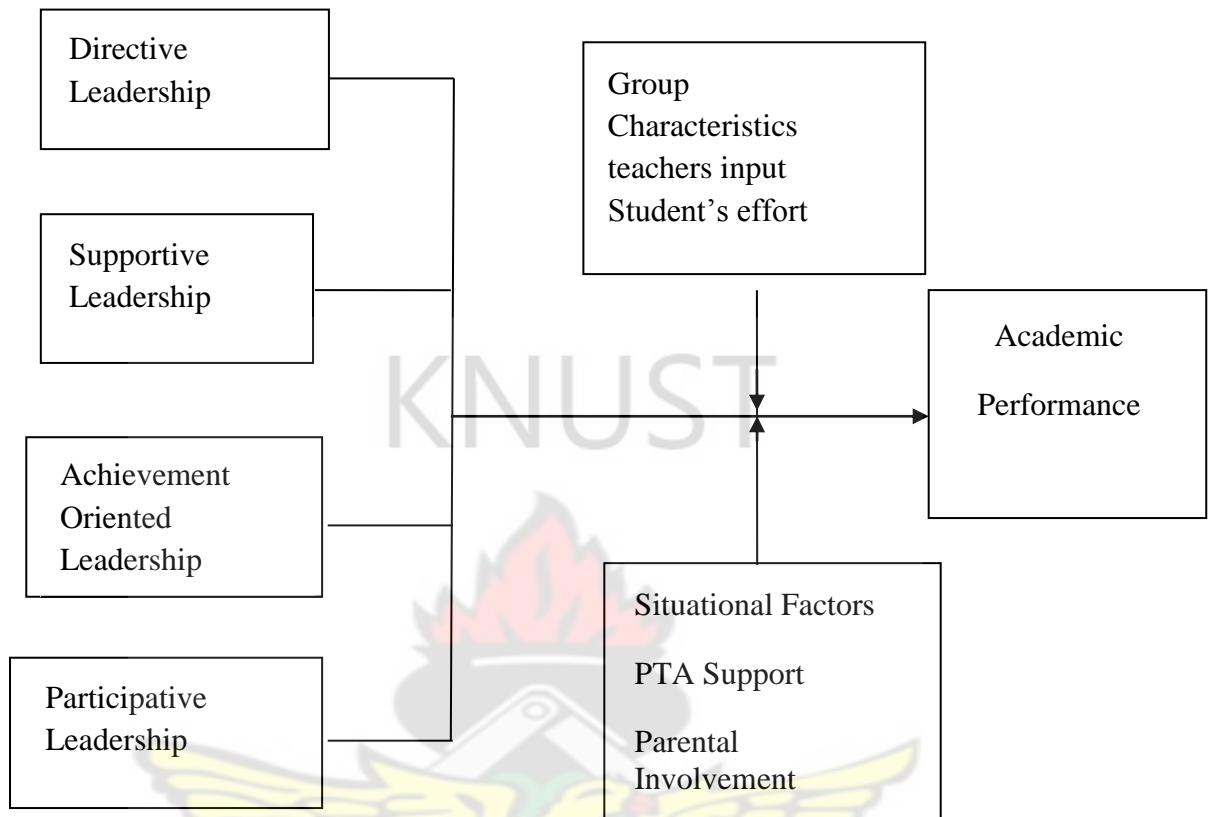 Directive
Leadership
Supportive
Leadership
Achievement
Oriented
Leadership
Participative
Leadership
Group
Characteristics
teachers input
Student’s effort
KNUST
Academic
Performance
Situational Factors
PTA Support
Parental
Involvement